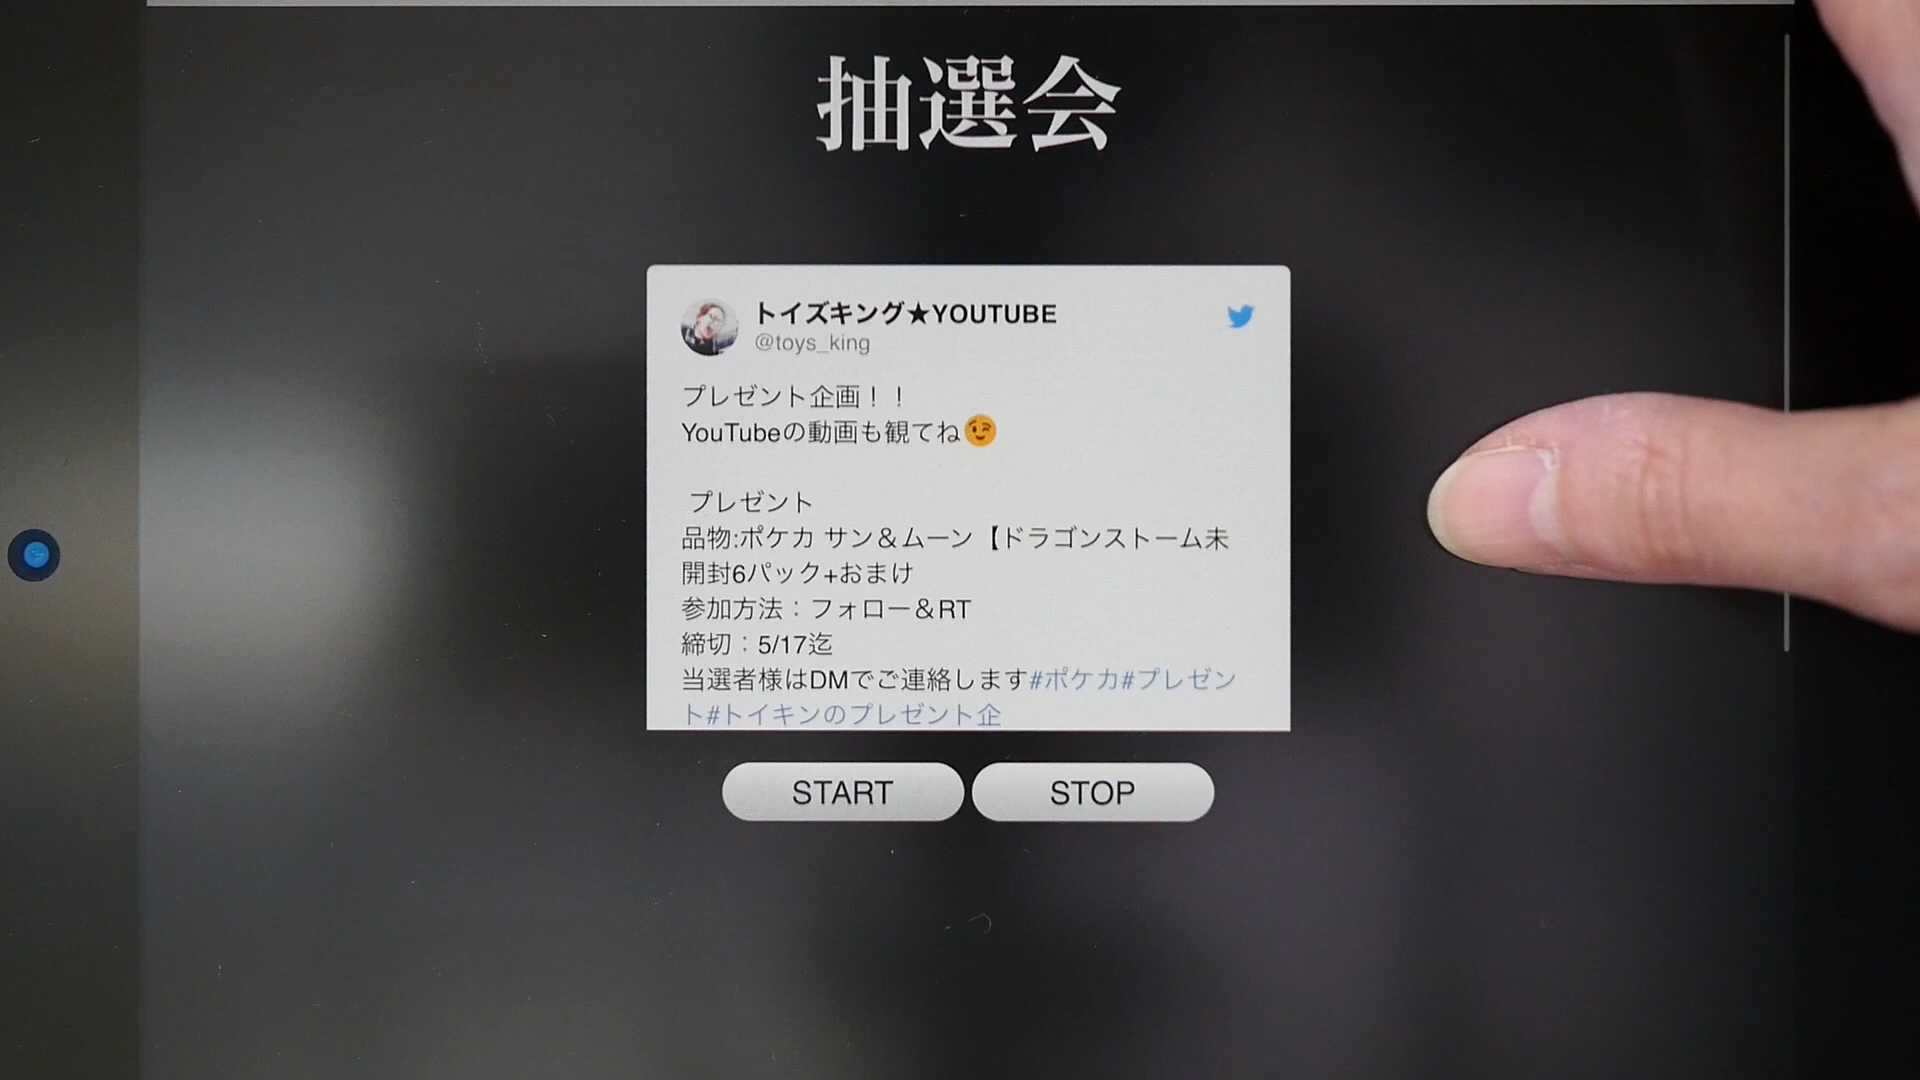 抽選会
トイズキング★YOUTUBE
@toys_king
プレゼント企画！！
YouTubeの動画も観てね😉
プレゼント
品物:ポケカ サン＆ムーン【ドラゴンストーム未
開封6パック+おまけ
参加方法：フォロー＆RT
締切：5/17迄
当選者様はDMでご連絡します#ポケカ#プレゼン
ト#トイキンのプレゼント企
START
STOP